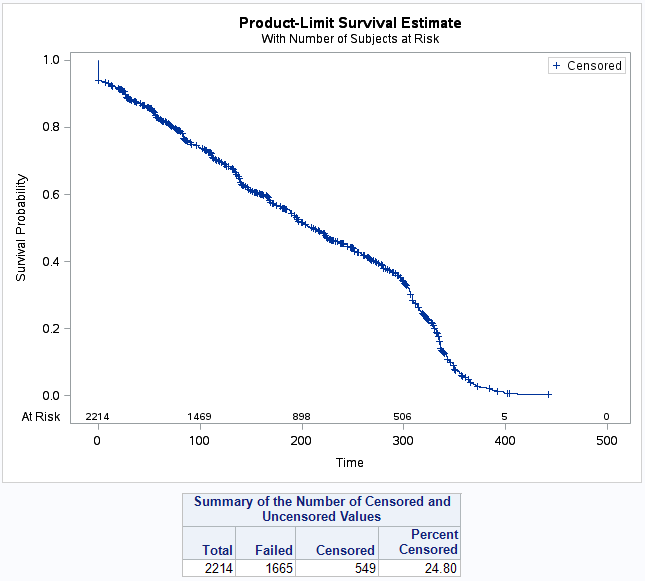 Product-Limit Survival Estimate
With Number of Subjects at Risk
+ Censored
1.0
0.8
0.6
0.4
0.2
0.0
Survival Probability
At Risk 2214 1469 898 506 5 0
0 100 200 300 400 500
Time
Summary of the Number of Censored and
Uncensored Values
Percent
Total Failed Censored Censored
2214 1665 549 24.80